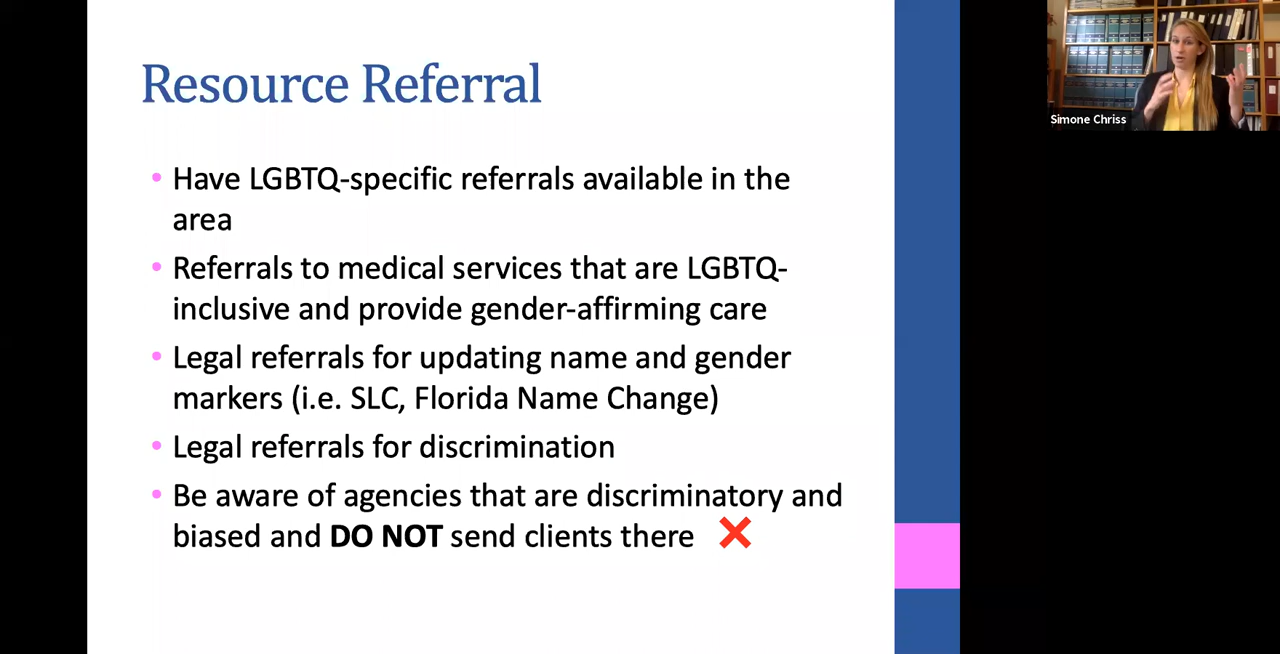 Resource Referral
Simone Chriss
• Have LGBTQ-specific referrals available in the
area
• Referrals to medical services that are LGBTQ-
inclusive and provide gender-affirming care
• Legal referrals for updating name and gender
markers (i.e. SLC, Florida Name Change)
• Legal referrals for discrimination
• Be aware of agencies that are discriminatory and
biased and DO NOT send clients there ❌